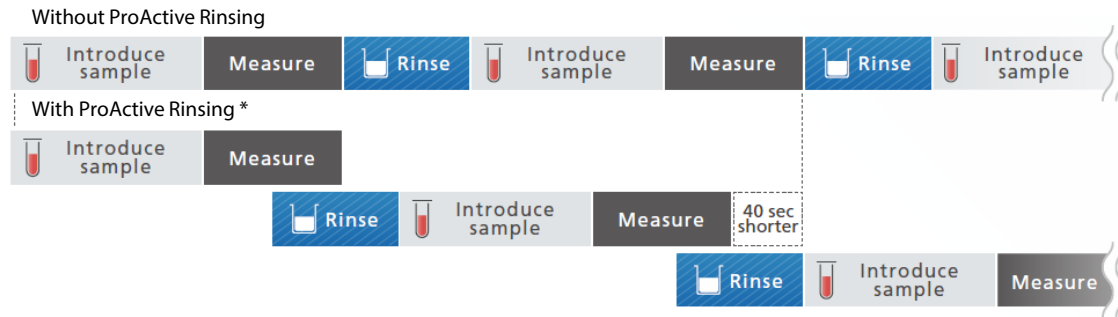 Without ProActive Rinsing
Introduce
sample
Measure
Rinse
Introduce
sample
Measure
Rinse
Introduce
sample
With ProActive Rinsing *
Introduce
sample
Measure
Rinse
Introduce
sample
Measure
40 sec
shorter
Rinse
Introduce
sample
Measure